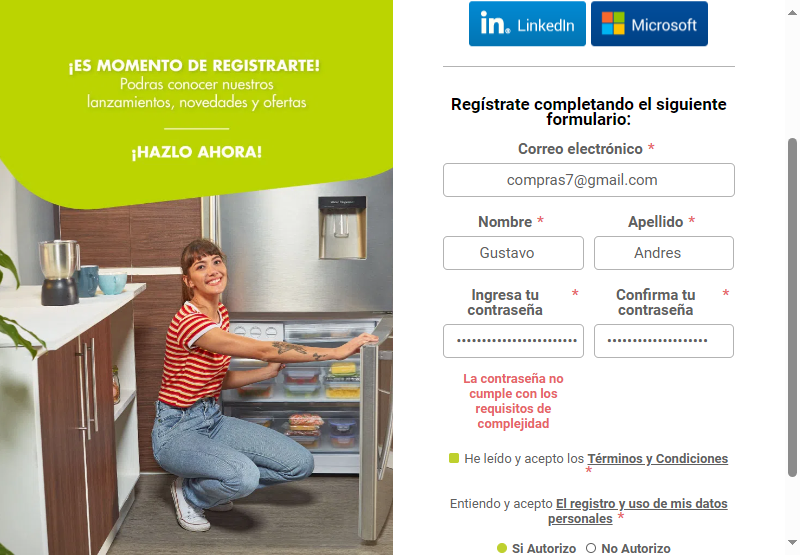 ¡ES MOMENTO DE REGISTRARTE!
Podras conocer nuestros
lanzamientos, novedades y ofertas
¡HAZLO AHORA!
in. LinkedIn
Microsoft
Regístrate completando el siguiente
formulario:
Correo electrónico *
compras7@gmail.com
Nombre *
Apellido *
Gustavo
Andres
Ingresa tu *
contraseña
Confirma tu *
contraseña
••••••••••••••••••••••••
••••••••••••••••••••
La contraseña no
cumple con los
requisitos de
complejidad
He leído y acepto los Términos y Condiciones
*
Entiendo y acepto El registro y uso de mis datos
personales *
Si Autorizo No Autorizo